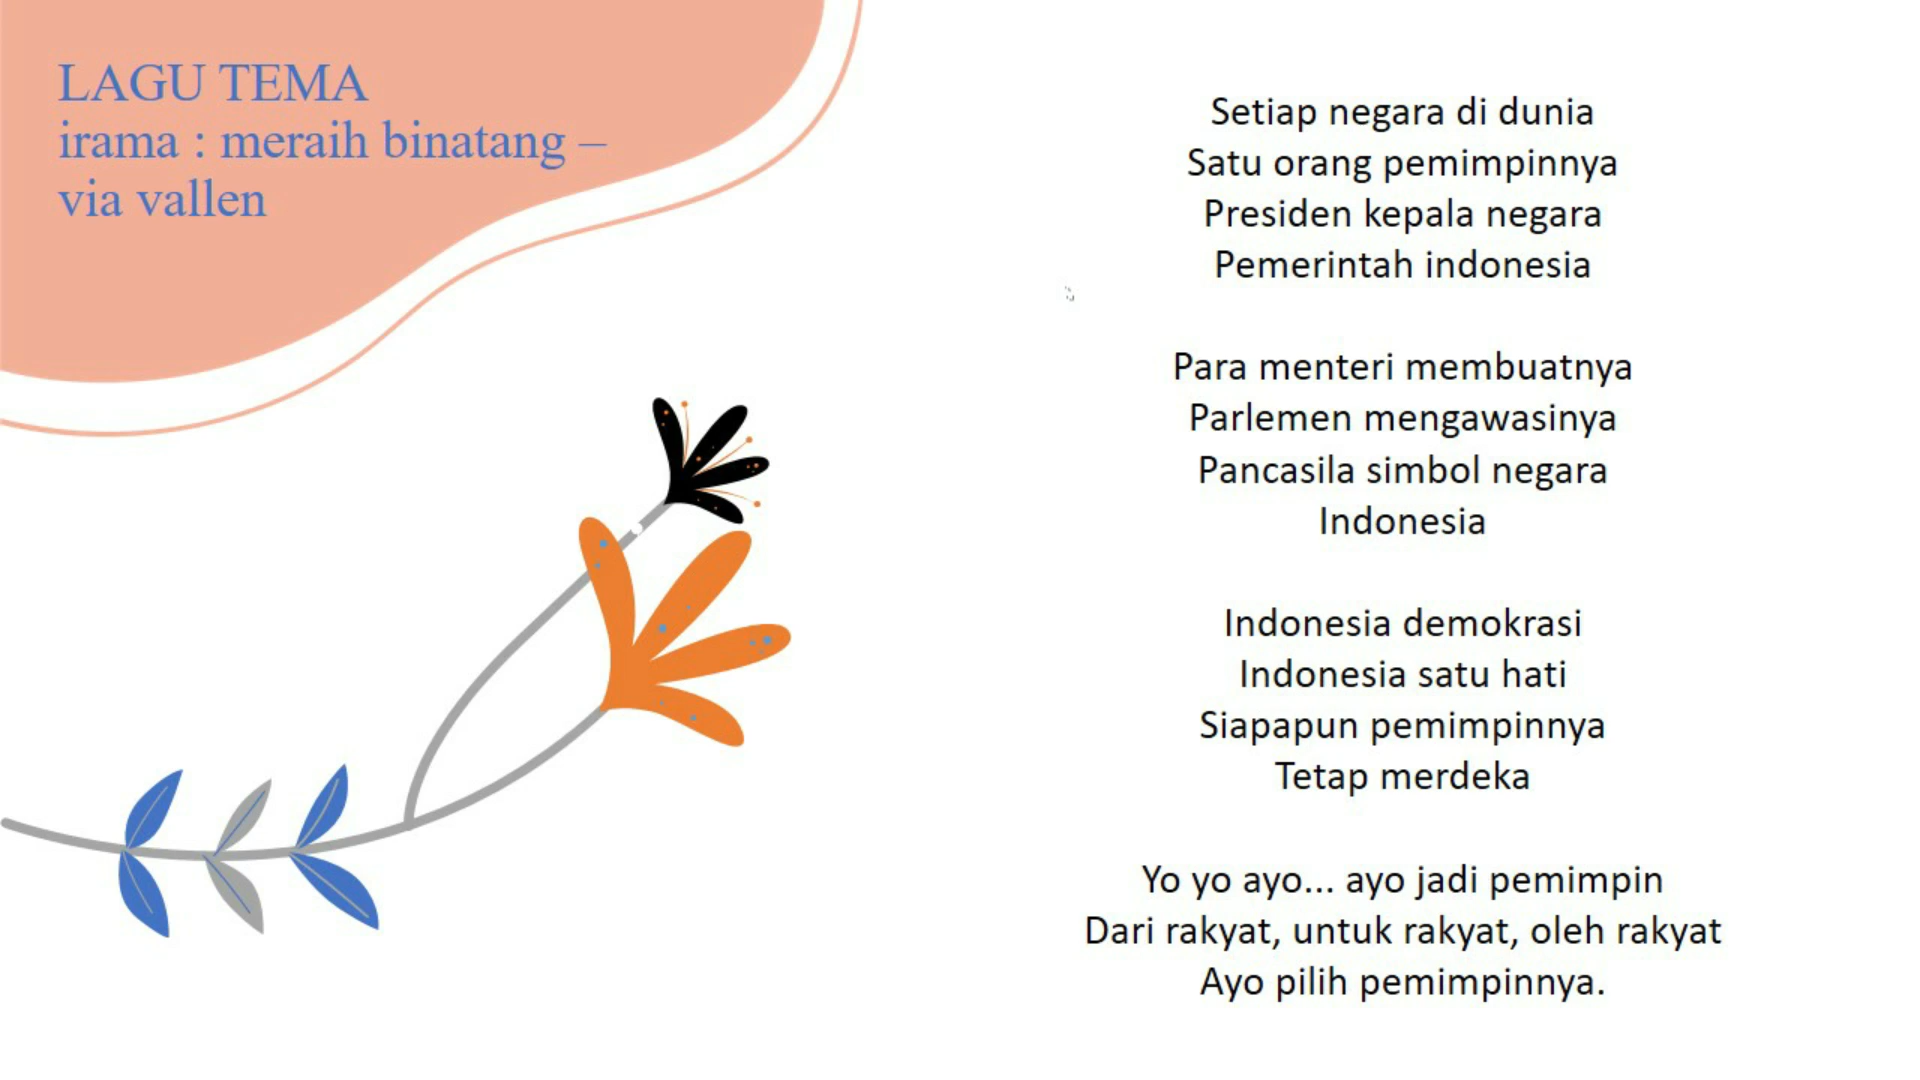 LAGU TEMA
irama : meraih binatang –
via vallen
Setiap negara di dunia
Satu orang pemimpinnya
Presiden kepala negara
Pemerintah indonesia
Para menteri membuatnya
Parlemen mengawasinya
Pancasila simbol negara
Indonesia
Indonesia demokrasi
Indonesia satu hati
Siapapun pemimpinnya
Tetap merdeka
Yo yo ayo... ayo jadi pemimpin
Dari rakyat, untuk rakyat, oleh rakyat
Ayo pilih pemimpinnya.